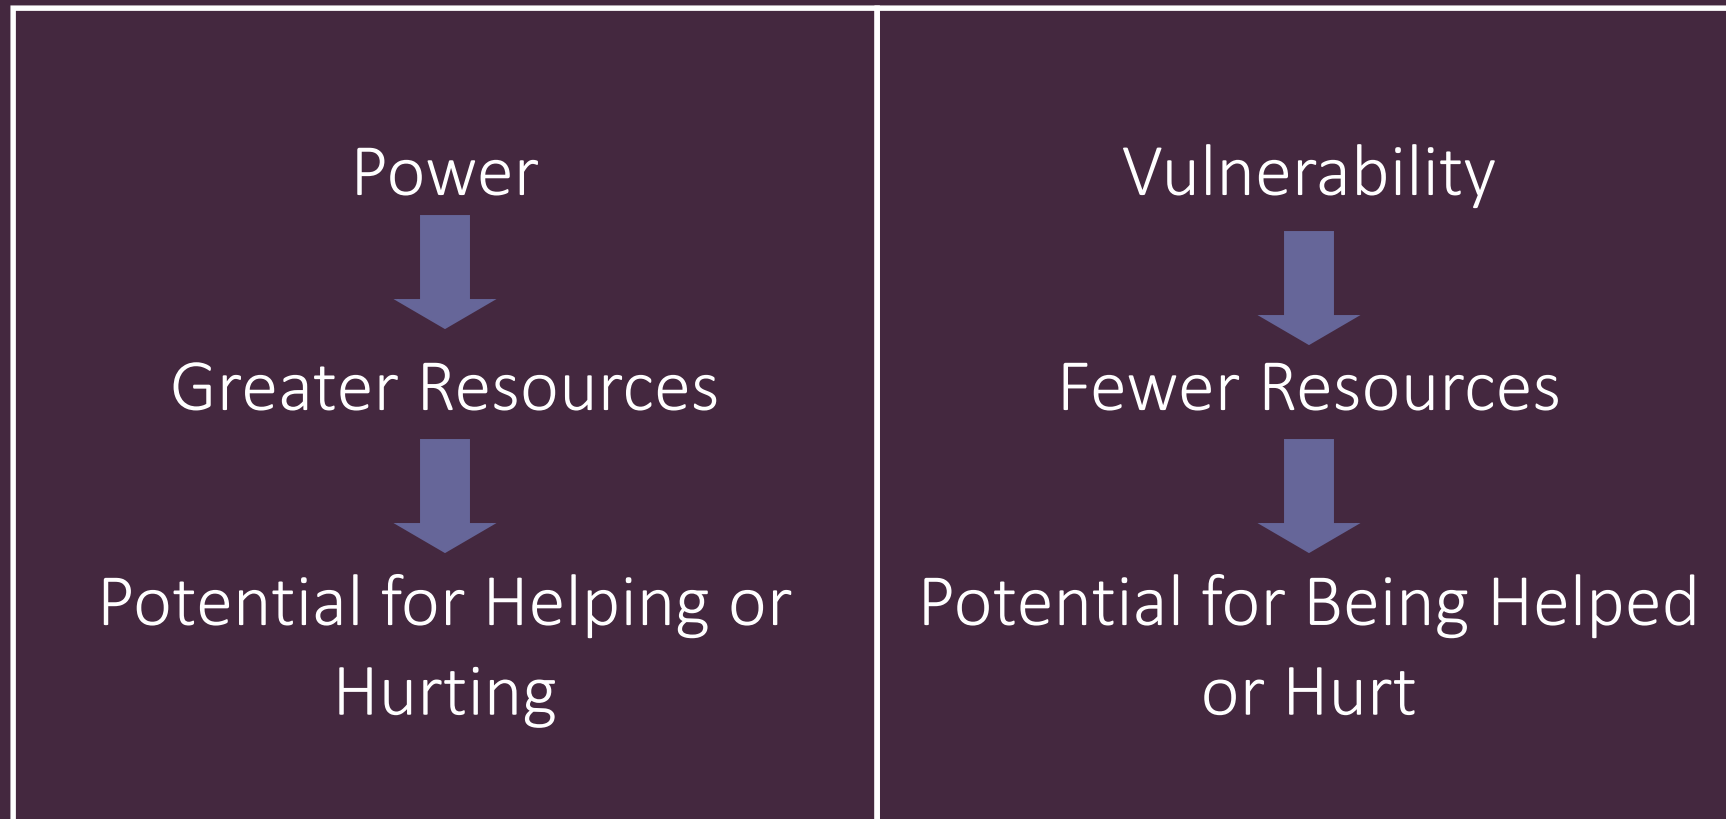 Power
Greater Resources
Potential for Helping or
Hurting
Vulnerability
Fewer Resources
Potential for Being Helped
or Hurt